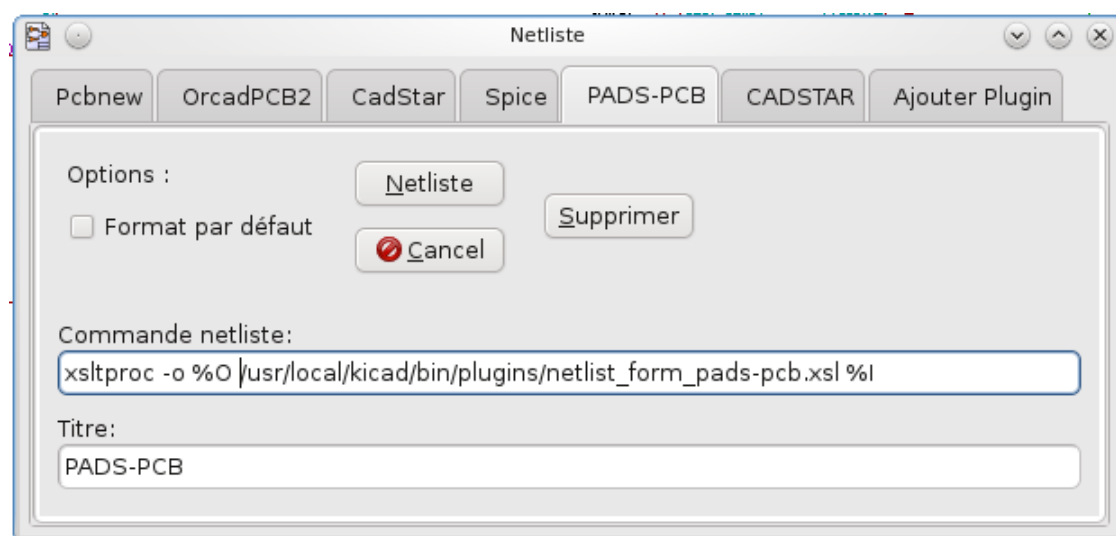 Netliste
Pcbnew OrcadPCB2 CadStar Spice PADS-PCB CADSTAR Ajouter Plugin
Options :
Netliste
Supprimer
Format par défaut
Cancel
Commande netliste:
xsltproc -o %O /usr/local/kicad/bin/plugins/netlist_form_pads-pcb.xsl %I
Titre:
PADS-PCB